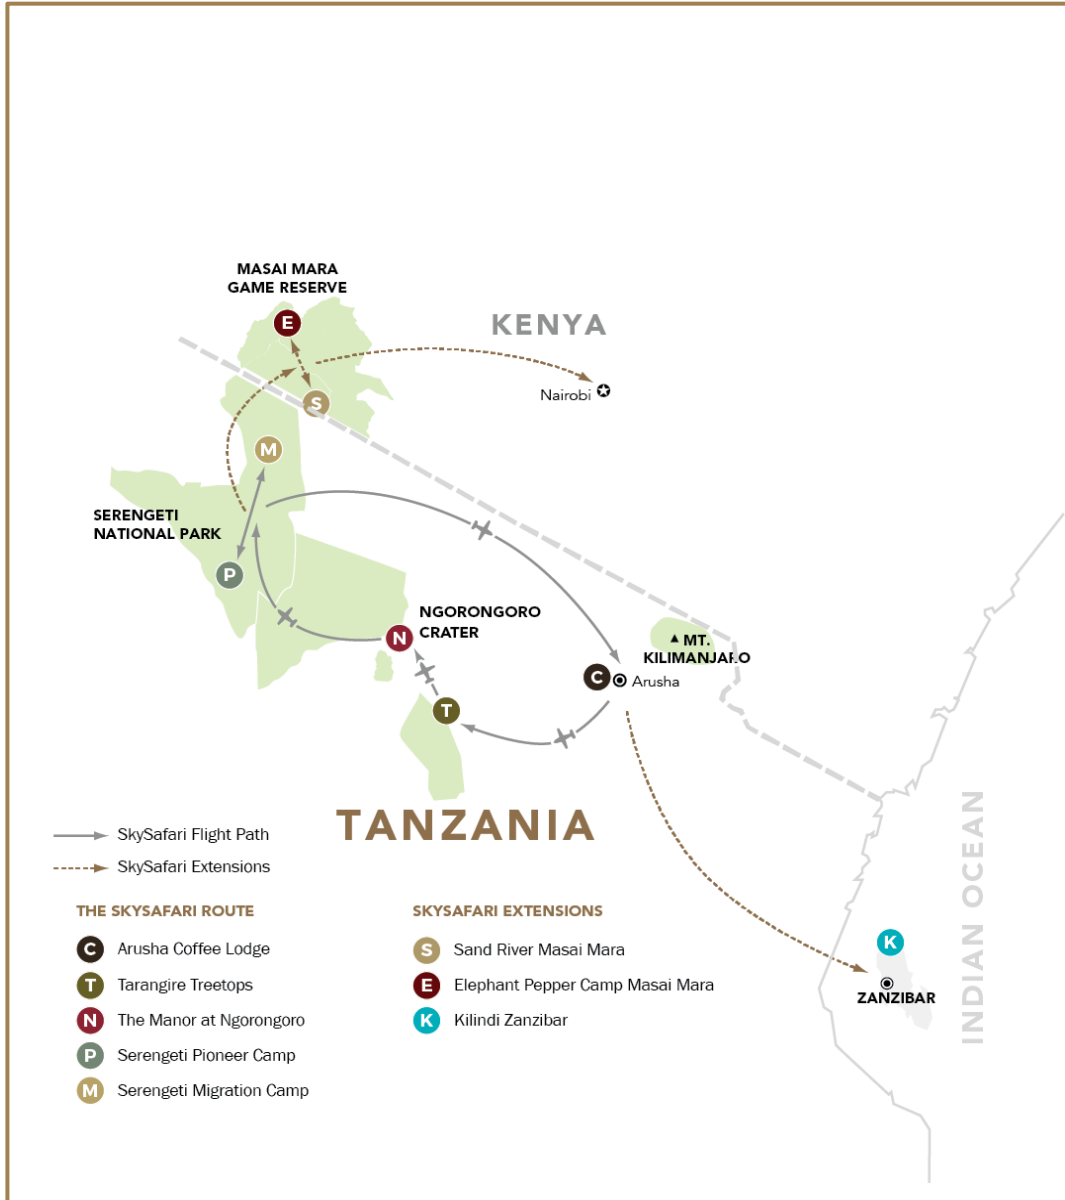 MASAI MARA
GAME RESERVE
E
KENYA
Nairobi
S
M
SERENGETI
NATIONAL PARK
P
NGORONGORO
CRATER
N
MT.
KILIMANJARO
C
Arusha
T
TANZANIA
INDIAN OCEAN
K
ZANZIBAR
SkySafari Flight Path
SkySafari Extensions
THE SKYSAFARI ROUTE
C Arusha Coffee Lodge
T Tarangire Treetops
N The Manor at Ngorongoro
P Serengeti Pioneer Camp
M Serengeti Migration Camp
SKYSAFARI EXTENSIONS
S Sand River Masai Mara
E Elephant Pepper Camp Masai Mara
K Kilindi Zanzibar